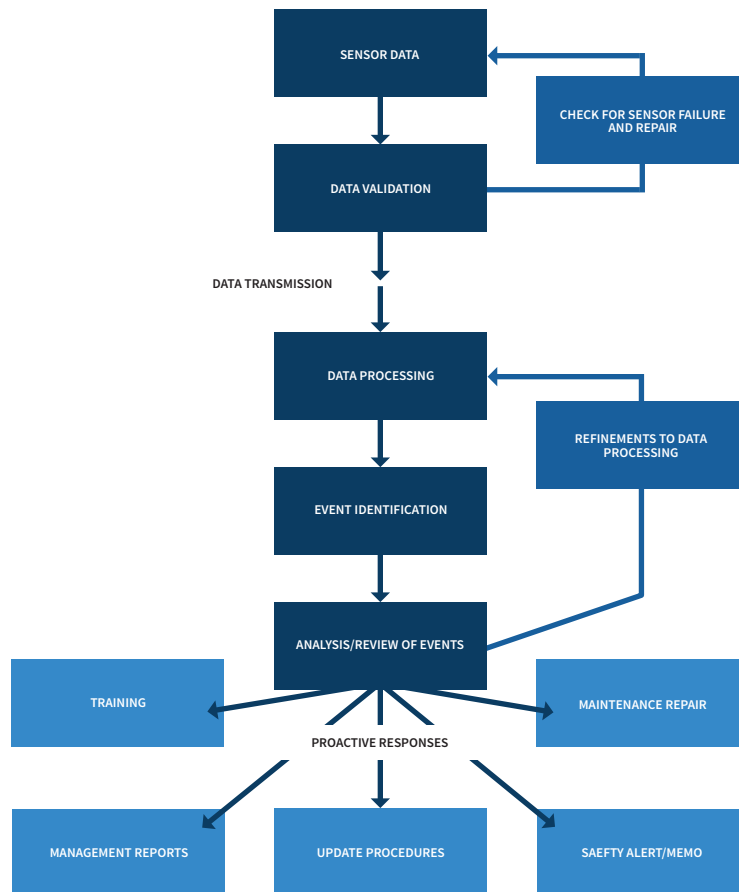 SENSOR DATA
CHECK FOR SENSOR FAILURE
AND REPAIR
DATA VALIDATION
DATA TRANSMISSION
DATA PROCESSING
REFINEMENTS TO DATA
PROCESSING
EVENT IDENTIFICATION
ANALYSIS/REVIEW OF EVENTS
TRAINING
MAINTENANCE REPAIR
PROACTIVE RESPONSES
MANAGEMENT REPORTS
UPDATE PROCEDURES
SAEFTY ALERT/MEMO